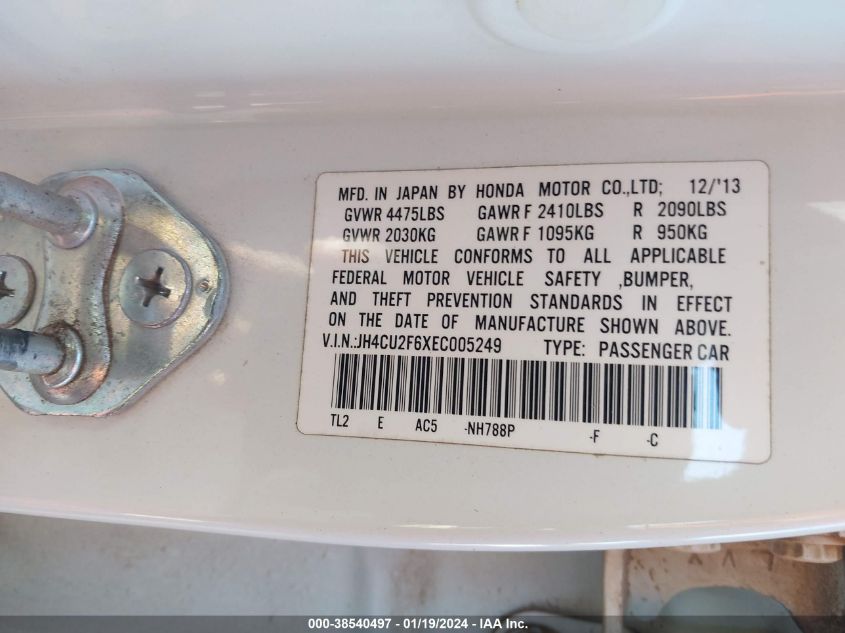 MFD. IN JAPAN BY HONDA MOTOR CO.,LTD; 12/'13
GVWR 4475LBS GAWR F 2410LBS R 2090LBS
GVWR 2030KG GAWR F 1095KG R 950KG
THIS VEHICLE CONFORMS TO ALL APPLICABLE
FEDERAL MOTOR VEHICLE SAFETY ,BUMPER,
AND THEFT PREVENTION STANDARDS IN EFFECT
ON THE DATE OF MANUFACTURE SHOWN ABOVE.
V.I.N.:JH4CU2F6XEC005249 TYPE: PASSENGER CAR
TL2 E AC5 -NH788P -F -C
000-38540497 - 01/19/2024 - IAA Inc.